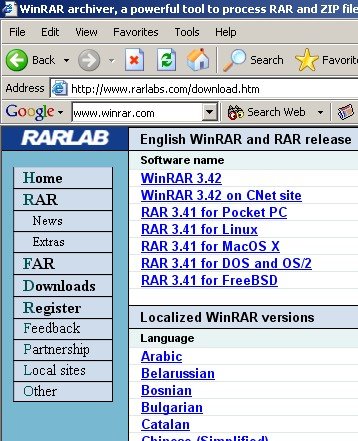 WinRAR archiver, a powerful tool to process RAR and ZIP file
File Edit View Favorites Tools Help
Back Search Favor
Address http://www.rarlabs.com/download.htm
Google www.winrar.com Search Web
RARLAB
English WinRAR and RAR release
Software name
Home
WinRAR 3.42
RAR
WinRAR 3.42 on CNet site
News
RAR 3.41 for Pocket PC
Extras
RAR 3.41 for Linux
FAR
RAR 3.41 for MacOS X
Downloads
RAR 3.41 for DOS and OS/2
Register
RAR 3.41 for FreeBSD
Feedback
Partnership
Local sites
Other
Localized WinRAR versions
Language
Arabic
Belarussian
Bosnian
Bulgarian
Catalan
Chinese (Simplified)